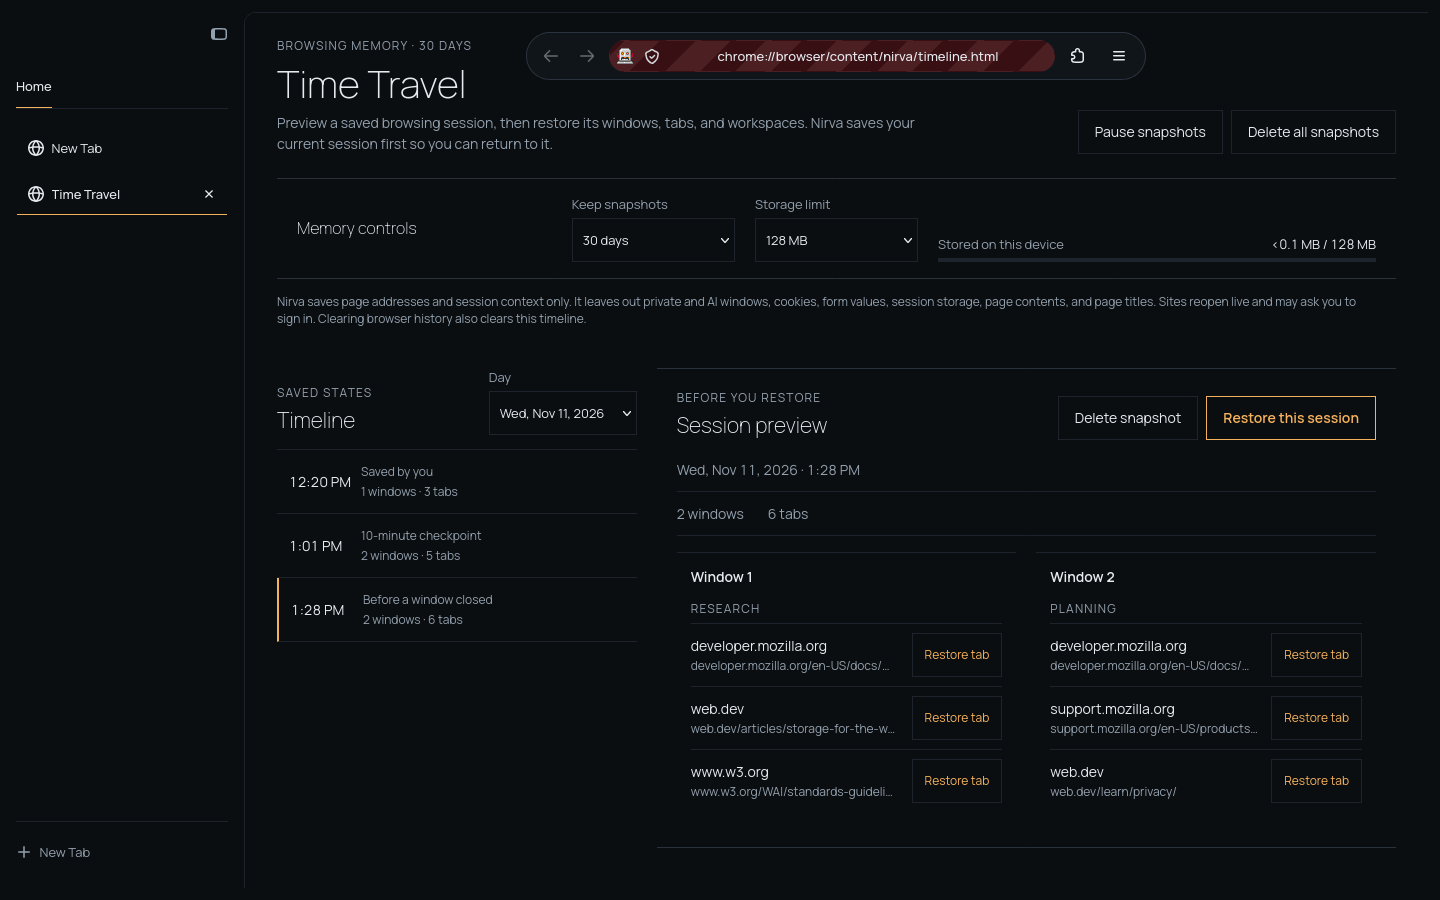 Home
New Tab
Time Travel
New Tab
chrome://browser/content/nirva/timeline.html
BROWSING MEMORY · 30 DAYS
Time Travel
Preview a saved browsing session, then restore its windows, tabs, and workspaces. Nirva saves your
current session first so you can return to it.
Pause snapshots
Delete all snapshots
Memory controls
Keep snapshots
30 days
Storage limit
128 MB
Stored on this device
<0.1 MB / 128 MB
Nirva saves page addresses and session context only. It leaves out private and AI windows, cookies, form values, session storage, page contents, and page titles. Sites reopen live and may ask you to
sign in. Clearing browser history also clears this timeline.
SAVED STATES
Timeline
Day
Wed, Nov 11, 2026
12:20 PM
Saved by you
1 windows · 3 tabs
1:01 PM
10-minute checkpoint
2 windows · 5 tabs
1:28 PM
Before a window closed
2 windows · 6 tabs
BEFORE YOU RESTORE
Session preview
Delete snapshot
Restore this session
Wed, Nov 11, 2026 · 1:28 PM
2 windows
6 tabs
Window 1
RESEARCH
developer.mozilla.org
developer.mozilla.org/en-US/docs/…
Restore tab
web.dev
web.dev/articles/storage-for-the-w…
Restore tab
www.w3.org
www.w3.org/WAI/standards-guideli…
Restore tab
Window 2
PLANNING
developer.mozilla.org
developer.mozilla.org/en-US/docs/…
Restore tab
support.mozilla.org
support.mozilla.org/en-US/products…
Restore tab
web.dev
web.dev/learn/privacy/
Restore tab